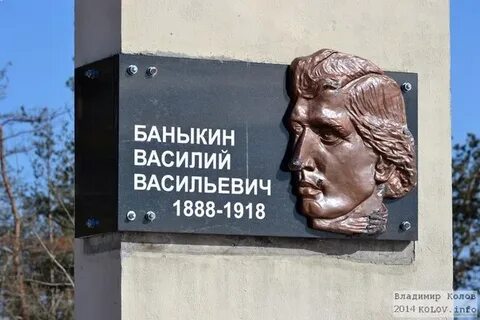 БАНЫКИН
ВАСИЛИЙ
ВАСИЛЬЕВИЧ
1888-1918
Владимир Колов
2014 KOLOV.info